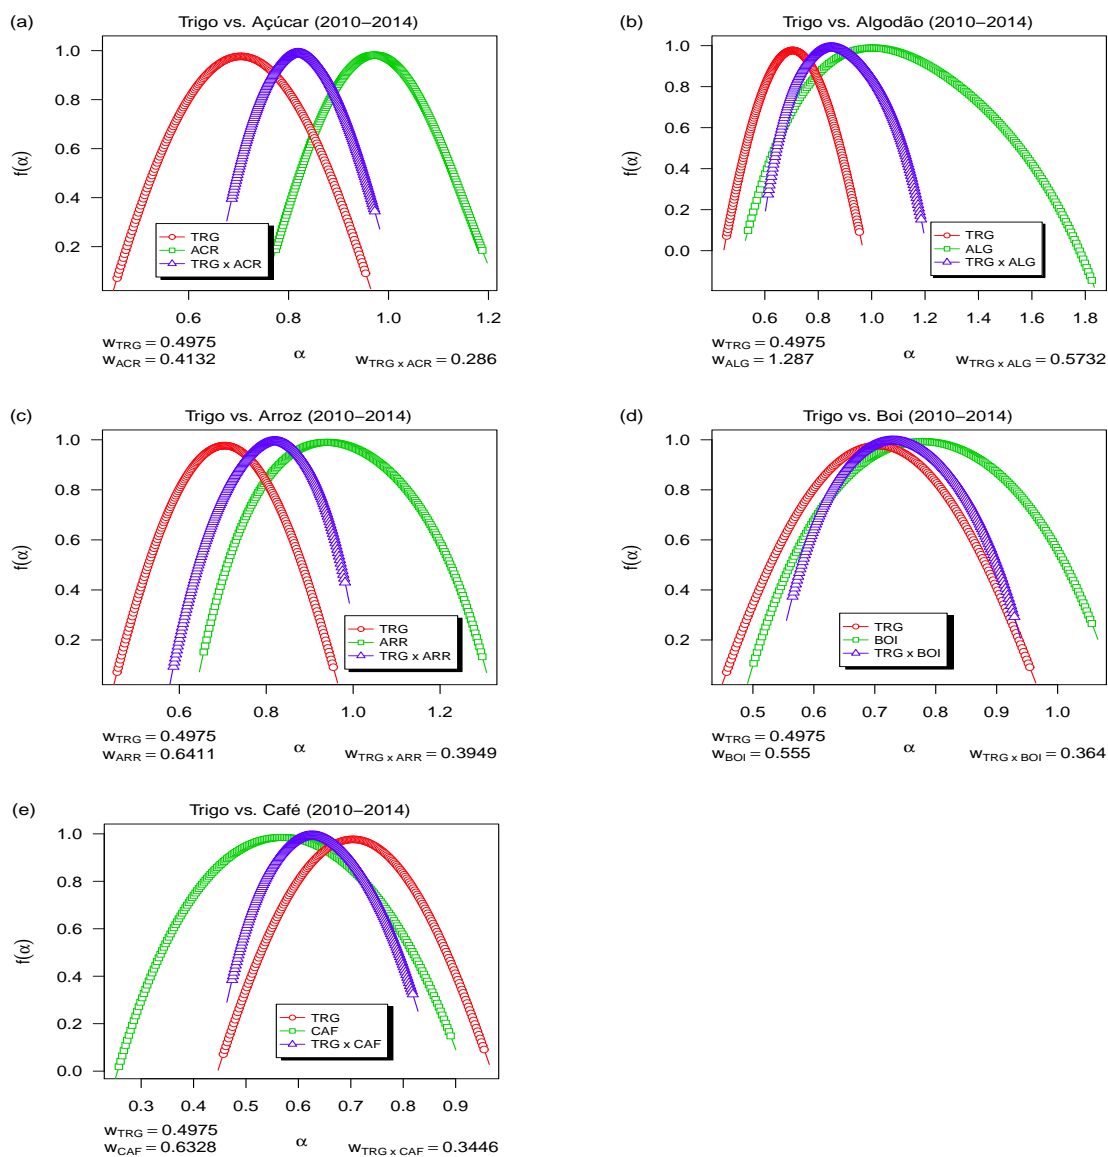 (a)
Trigo vs. Açúcar (2010−2014)
f(α)
1.0
0.8
0.6
0.4
0.2
TRG
ACR
TRG x ACR
0.6 0.8 1.0 1.2
wTRG = 0.4975
wACR = 0.4132
α
wTRG x ACR = 0.286
(b)
Trigo vs. Algodão (2010−2014)
f(α)
1.0
0.8
0.6
0.4
0.2
0.0
TRG
ALG
TRG x ALG
0.6 0.8 1.0 1.2 1.4 1.6 1.8
wTRG = 0.4975
wALG = 1.287
α
wTRG x ALG = 0.5732
(c)
Trigo vs. Arroz (2010−2014)
f(α)
1.0
0.8
0.6
0.4
0.2
TRG
ARR
TRG x ARR
0.6 0.8 1.0 1.2
wTRG = 0.4975
wARR = 0.6411
α
wTRG x ARR = 0.3949
(d)
Trigo vs. Boi (2010−2014)
f(α)
1.0
0.8
0.6
0.4
0.2
TRG
BOI
TRG x BOI
0.5 0.6 0.7 0.8 0.9 1.0
wTRG = 0.4975
wBOI = 0.555
α
wTRG x BOI = 0.364
(e)
Trigo vs. Café (2010−2014)
f(α)
1.0
0.8
0.6
0.4
0.2
0.0
TRG
CAF
TRG x CAF
0.3 0.4 0.5 0.6 0.7 0.8 0.9
wTRG = 0.4975
wCAF = 0.6328
α
wTRG x CAF = 0.3446